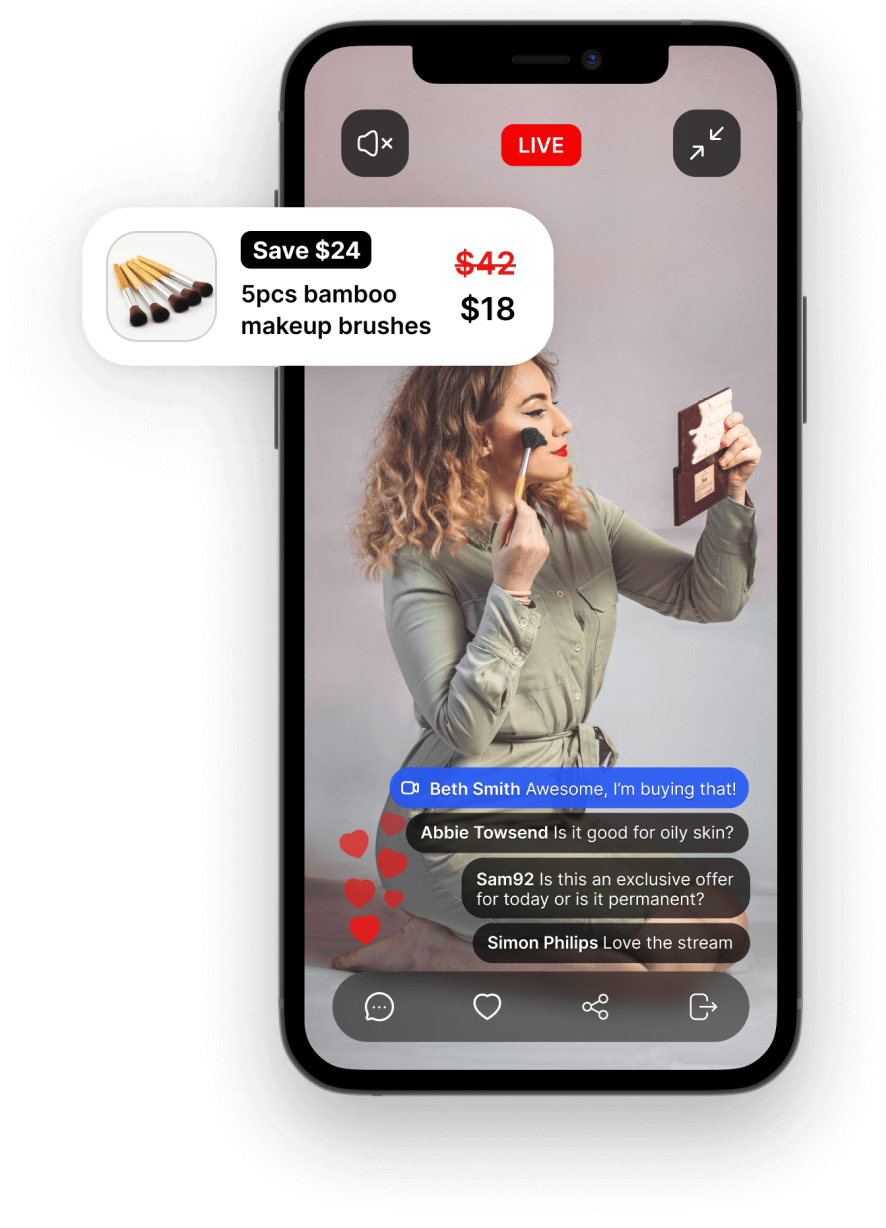 LIVE
Save $24
5pcs bamboo
makeup brushes
$42
$18
Beth Smith Awesome, I'm buying that!
Abbie Towsend Is it good for oily skin?
Sam92 Is this an exclusive offer
for today or is it permanent?
Simon Philips Love the stream